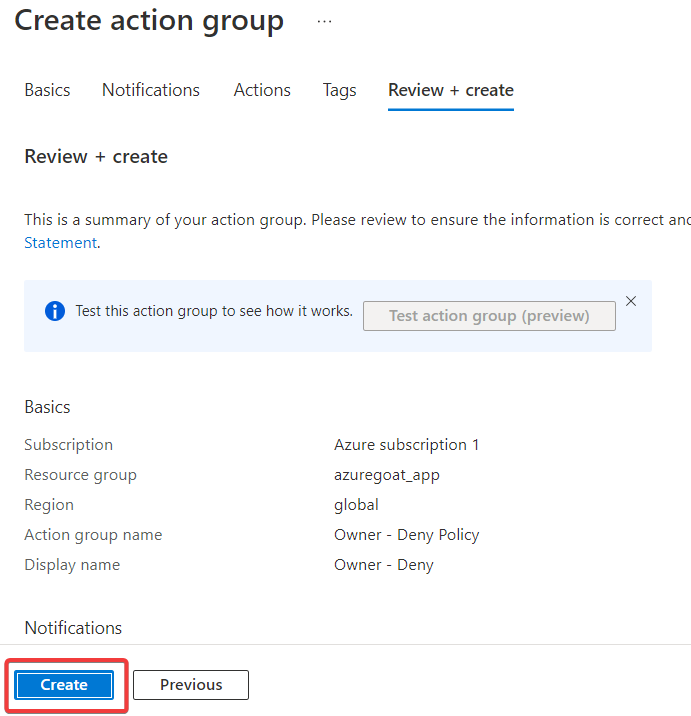 Create action group ...
Basics Notifications Actions Tags Review + create
Review + create
This is a summary of your action group. Please review to ensure the information is correct and
Statement.
Test this action group to see how it works. Test action group (preview)
Basics
Subscription Azure subscription 1
Resource group azuregoat_app
Region global
Action group name Owner - Deny Policy
Display name Owner - Deny
Notifications
Create Previous